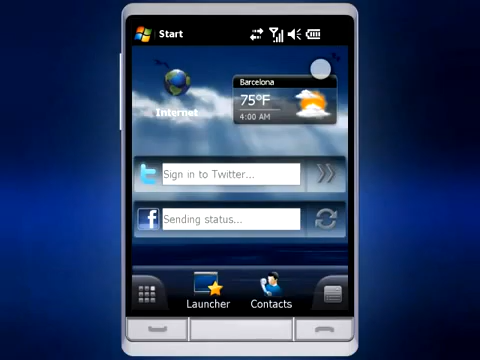 Start
Internet
Barcelona
75°F
4:00 AM
Sign in to Twitter...
Sending status...
Launcher
Contacts